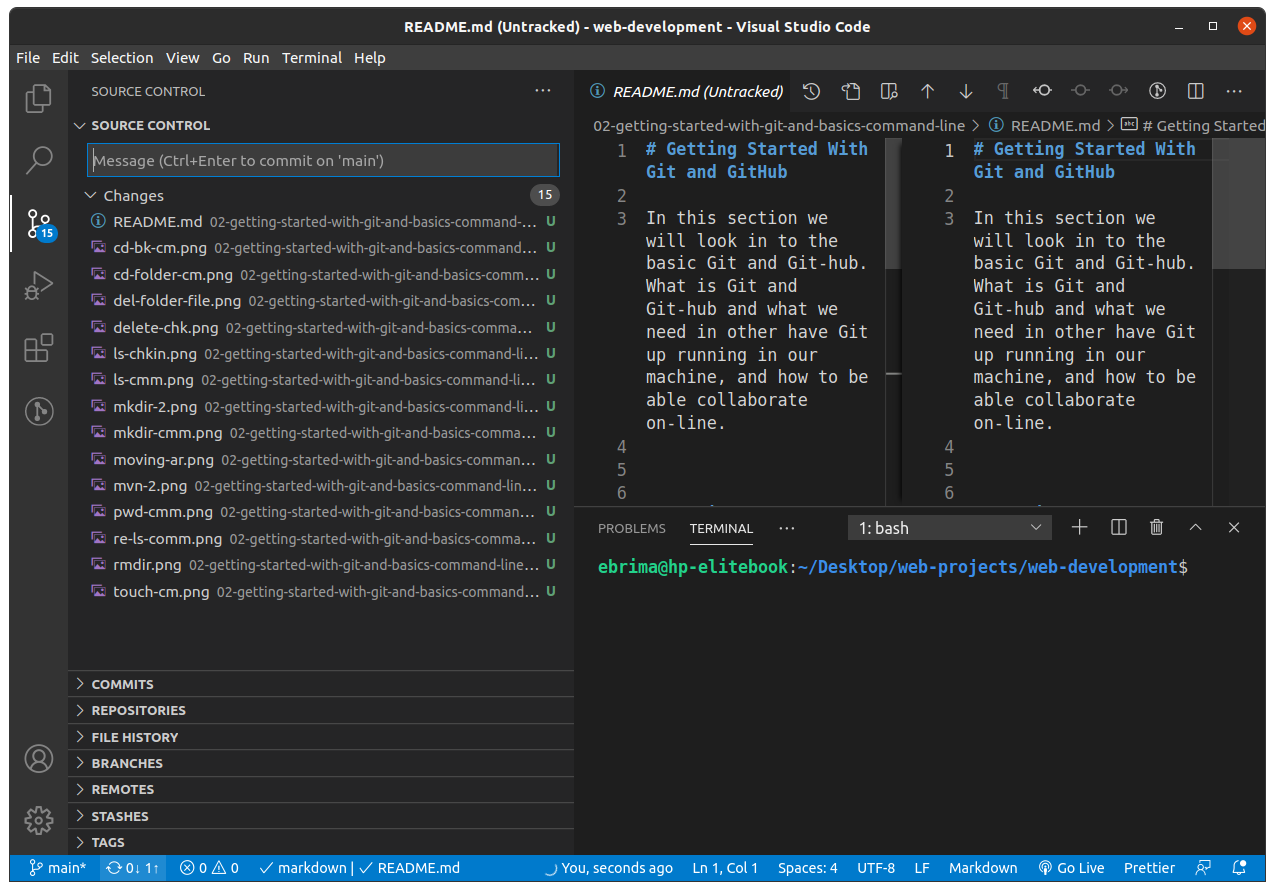 README.md (Untracked) - web-development - Visual Studio Code
File Edit Selection View Go Run Terminal Help
SOURCE CONTROL ···
SOURCE CONTROL
Message (Ctrl+Enter to commit on 'main')
Changes 15
15
README.md 02-getting-started-with-git-and-basics-command-... U
cd-bk-cm.png 02-getting-started-with-git-and-basics-command... U
cd-folder-cm.png 02-getting-started-with-git-and-basics-comm... U
del-folder-file.png 02-getting-started-with-git-and-basics-com... U
delete-chk.png 02-getting-started-with-git-and-basics-comma... U
ls-chkin.png 02-getting-started-with-git-and-basics-command-li... U
ls-cmm.png 02-getting-started-with-git-and-basics-command-li... U
mkdir-2.png 02-getting-started-with-git-and-basics-command-li... U
mkdir-cmm.png 02-getting-started-with-git-and-basics-comma... U
moving-ar.png 02-getting-started-with-git-and-basics-comman... U
mvn-2.png 02-getting-started-with-git-and-basics-command-lin... U
pwd-cmm.png 02-getting-started-with-git-and-basics-comman... U
re-ls-comm.png 02-getting-started-with-git-and-basics-comma... U
rmdir.png 02-getting-started-with-git-and-basics-command-line... U
touch-cm.png 02-getting-started-with-git-and-basics-command... U
COMMITS
REPOSITORIES
FILE HISTORY
BRANCHES
REMOTES
STASHES
TAGS
README.md (Untracked)
02-getting-started-with-git-and-basics-command-line > README.md > # Getting Started
1 # Getting Started With
Git and GitHub
2
3 In this section we
will look in to the
basic Git and Git-hub.
What is Git and
Git-hub and what we
need in other have Git
up running in our
machine, and how to be
able collaborate
on-line.
4
5
6
1 # Getting Started With
Git and GitHub
2
3 In this section we
will look in to the
basic Git and Git-hub.
What is Git and
Git-hub and what we
need in other have Git
up running in our
machine, and how to be
able collaborate
on-line.
4
5
6
PROBLEMS TERMINAL ··· 1: bash
ebrima@hp-elitebook:~/Desktop/web-projects/web-development$
main* 0↓ 1↑ 0 0 markdown | README.md You, seconds ago Ln 1, Col 1 Spaces: 4 UTF-8 LF Markdown Go Live Prettier